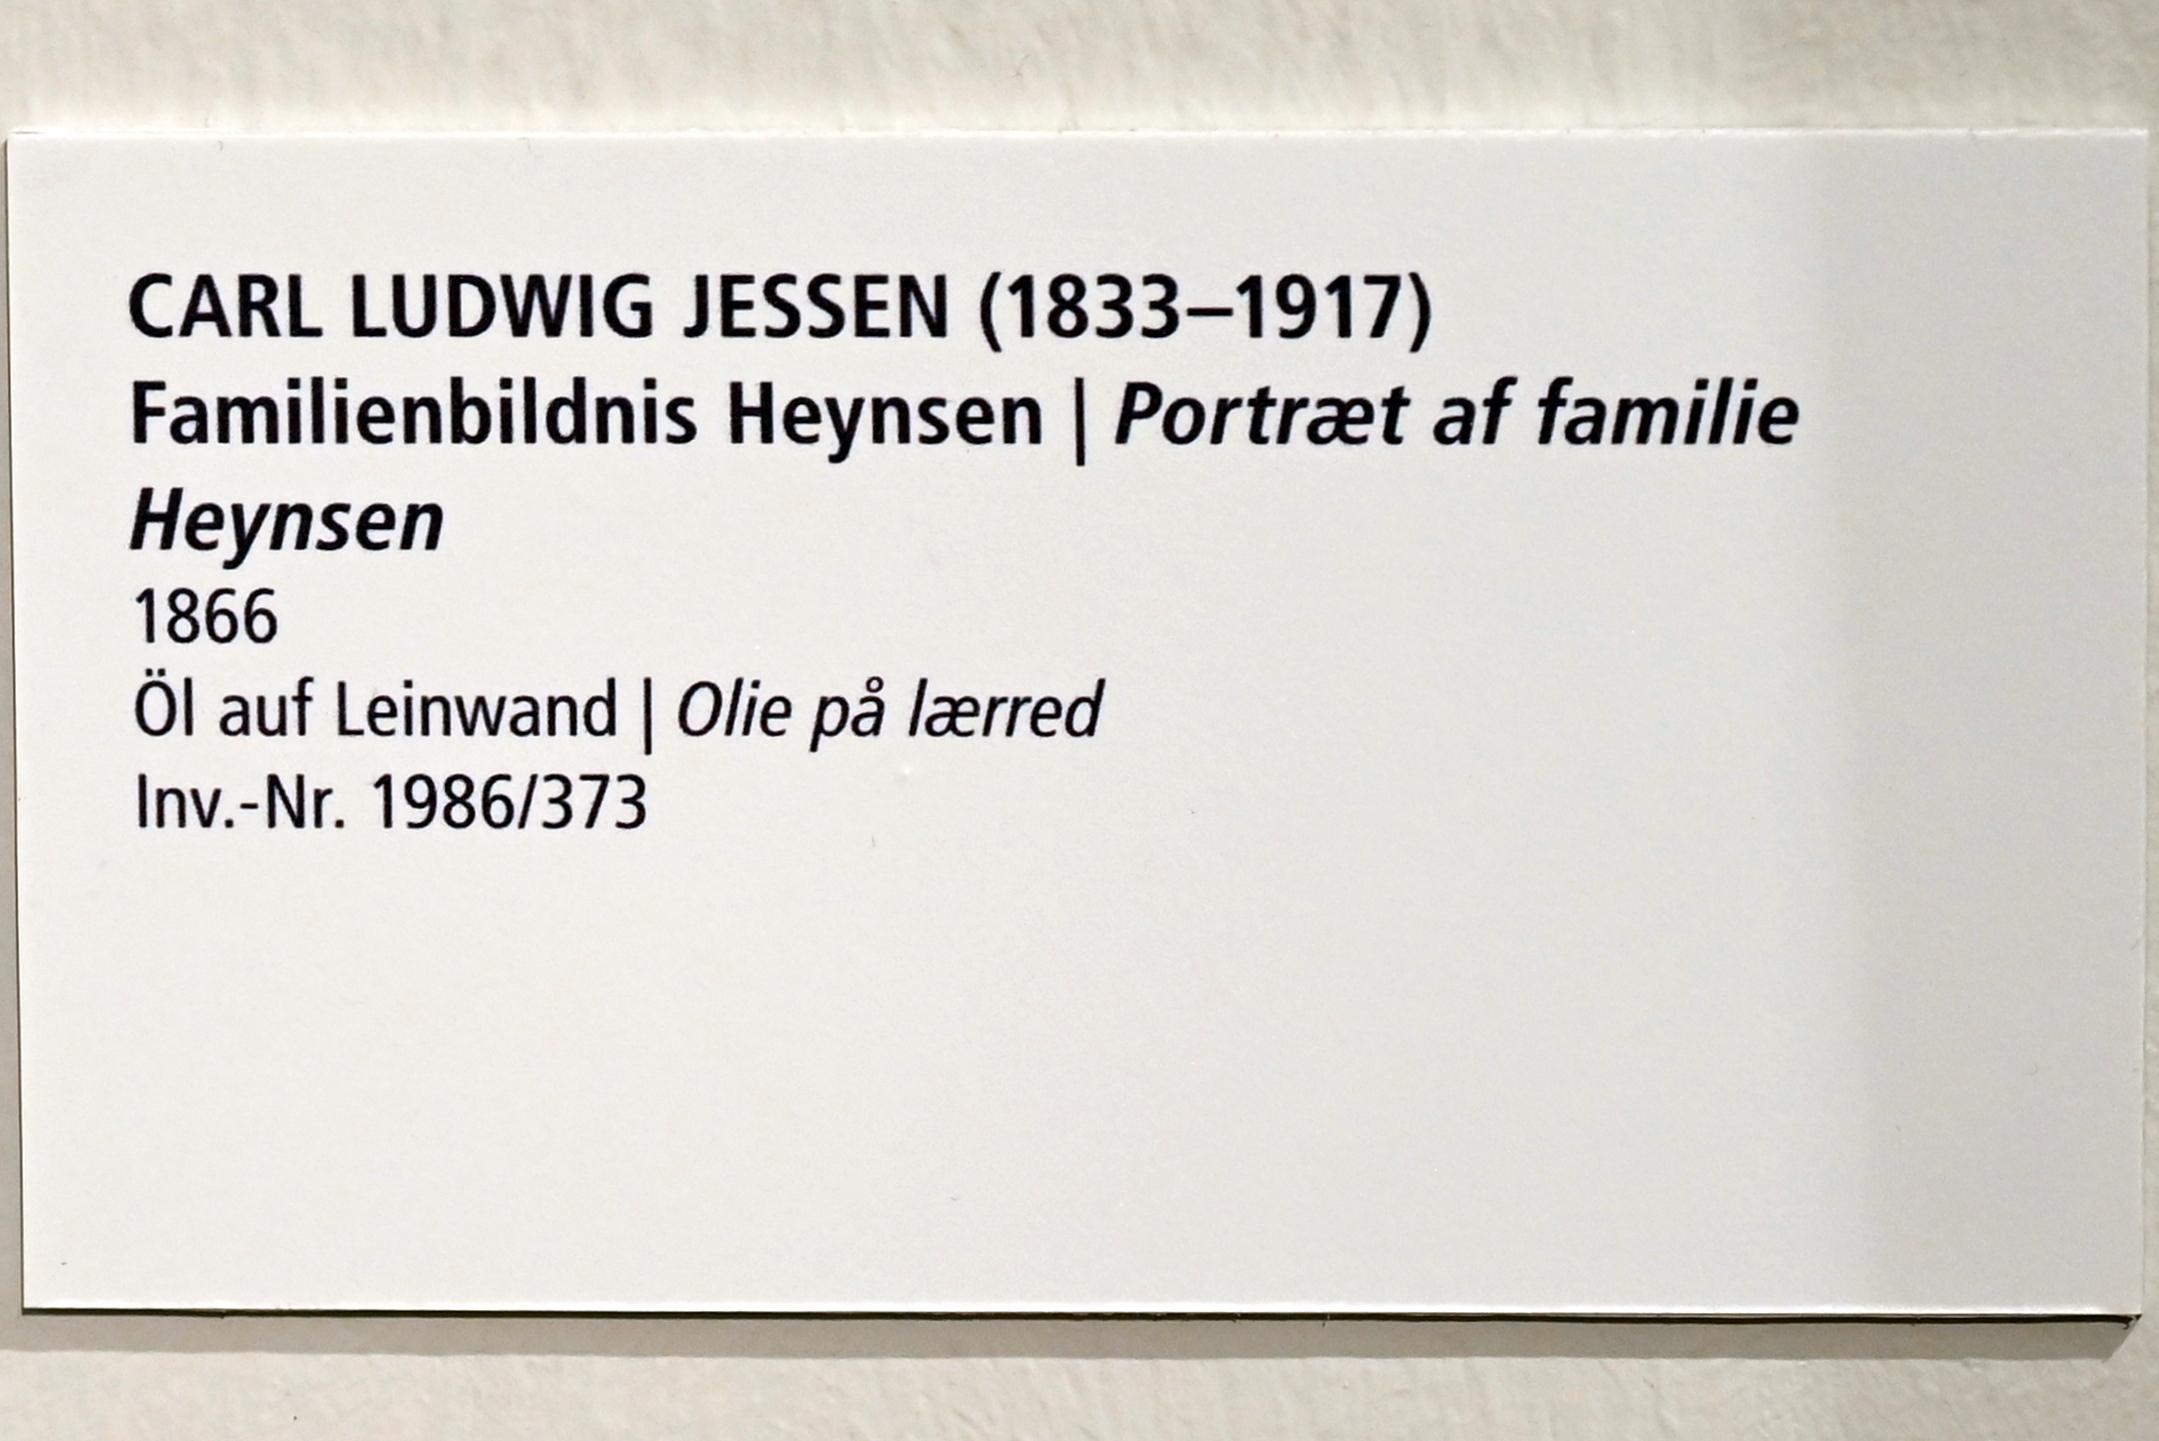 CARL LUDWIG JESSEN (1833–1917)
Familienbildnis Heynsen | Portræt af familie
Heynsen
1866
Öl auf Leinwand | Olie på lærred
Inv.-Nr. 1986/373